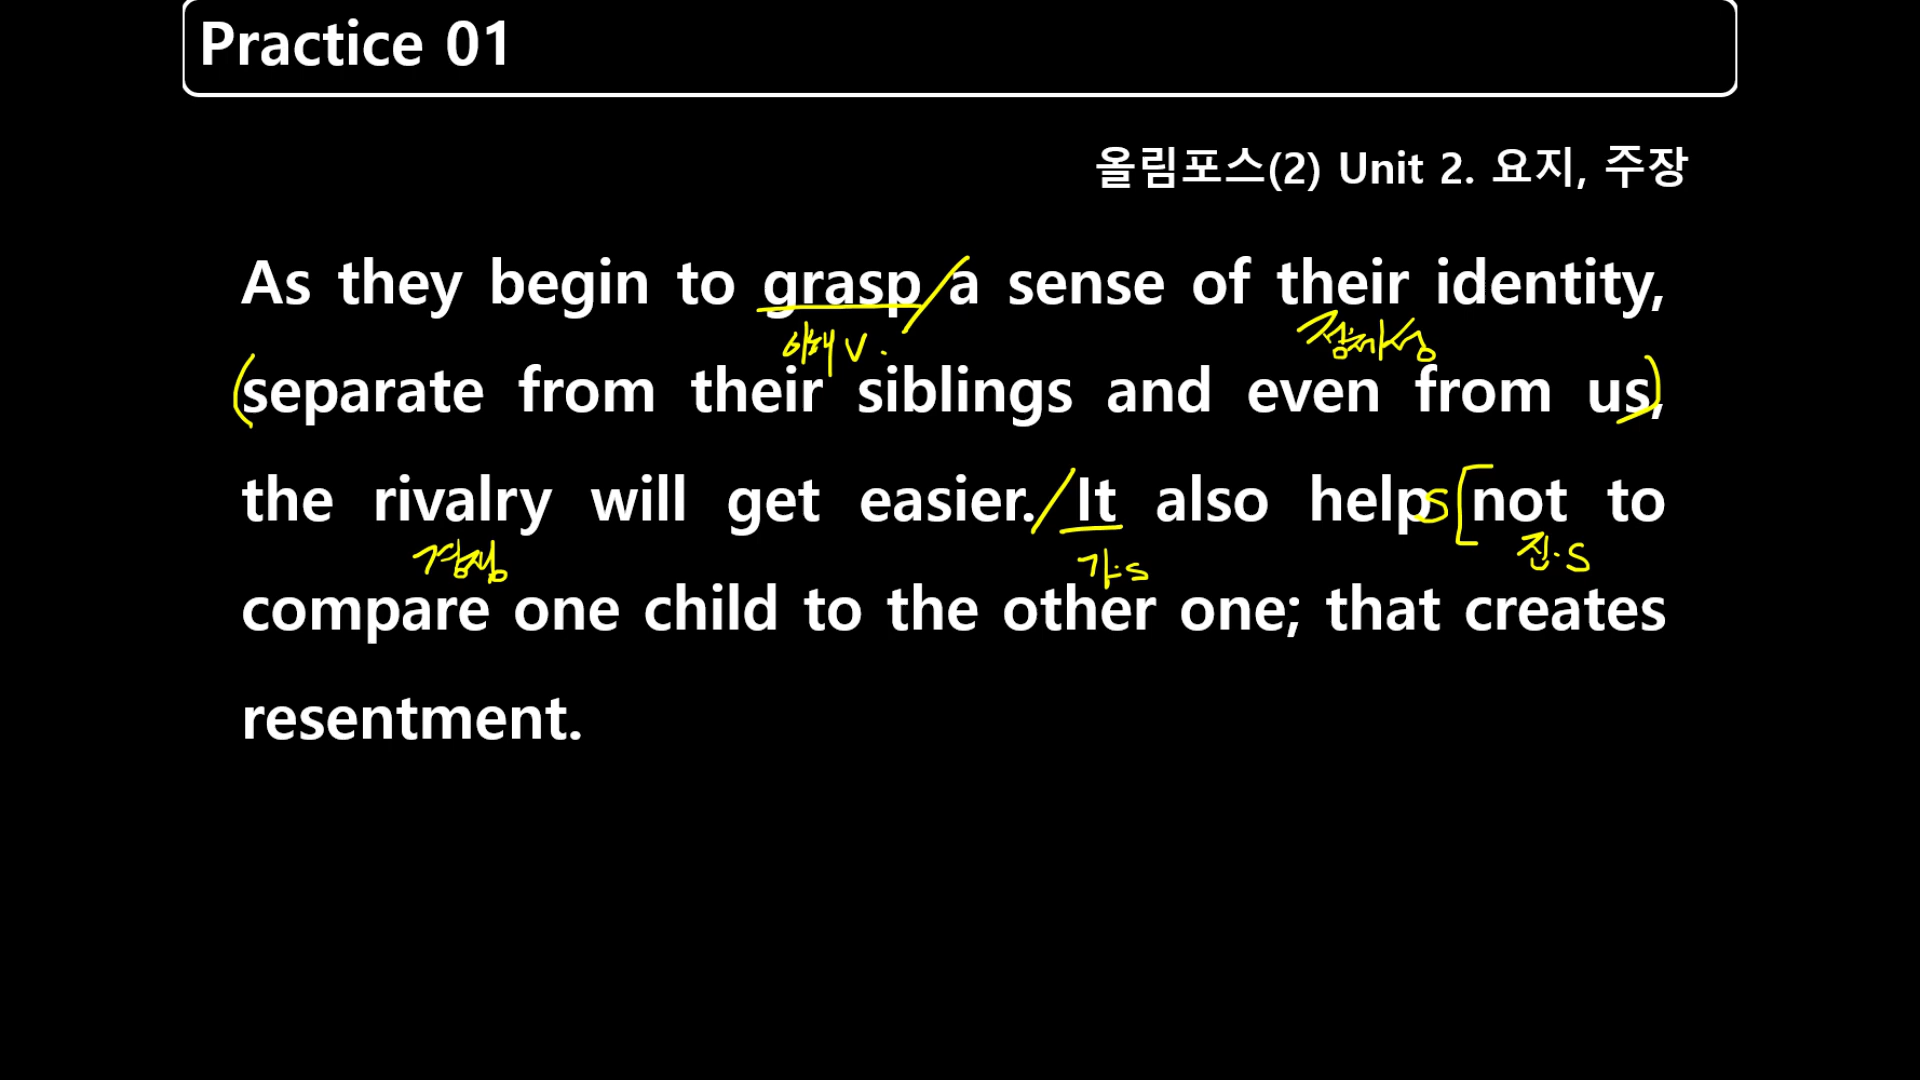 Practice 01
올림포스(2) Unit 2. 요지, 주장
As they begin to grasp / a sense of their identity,
이해 V. 정체성
(separate from their siblings and even from us),
the rivalry will get easier. / It also helps [not to
경쟁 가.S 진.S
compare one child to the other one; that creates
resentment.